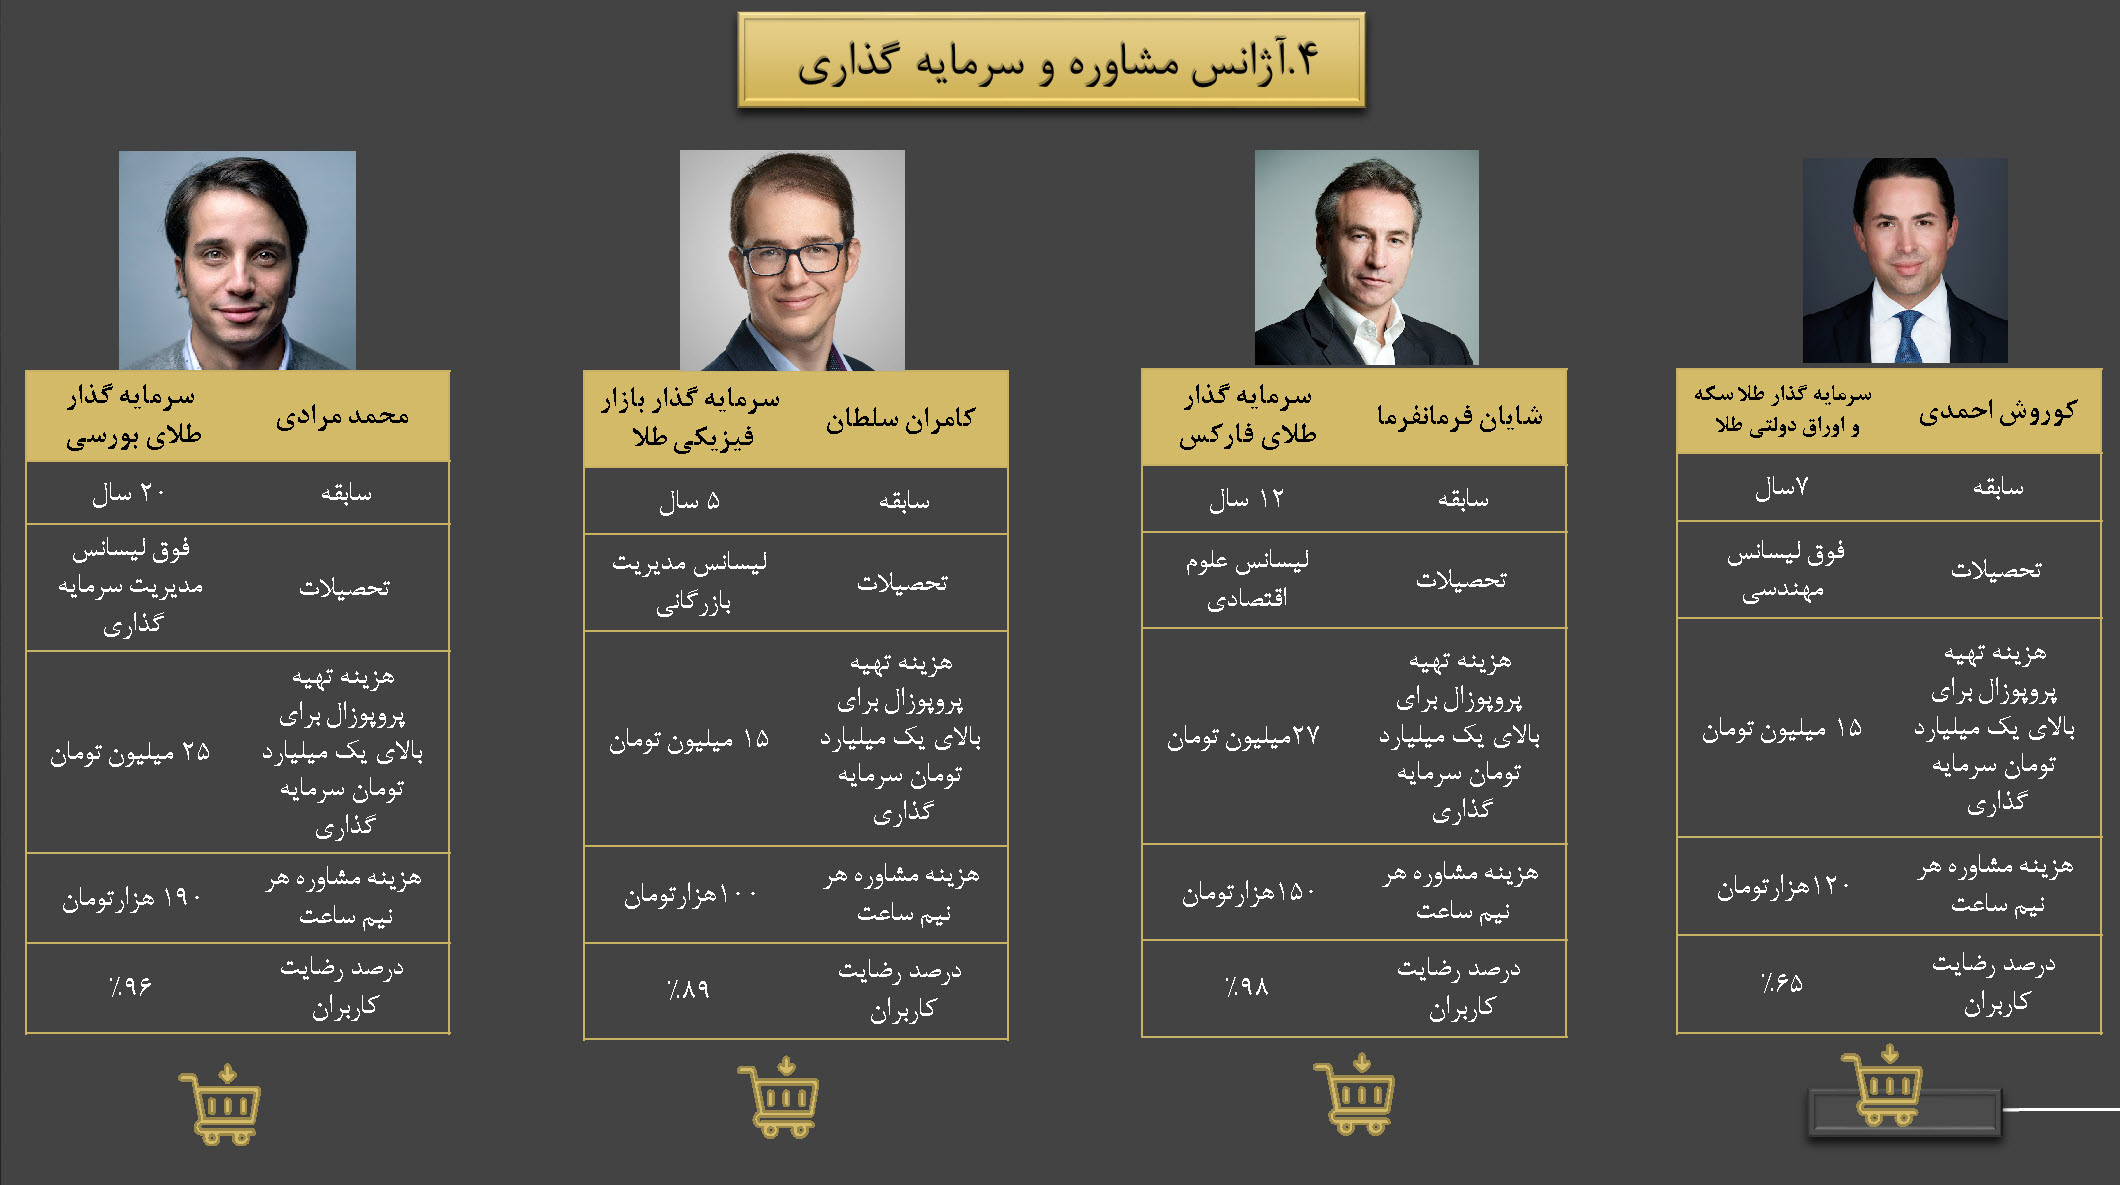 ۴.آژانس مشاوره و سرمایه گذاری
کوروش احمدی
سرمایه گذار طلا سکه
و اوراق دولتی طلا
سابقه
۷سال
تحصیلات
فوق لیسانس
مهندسی
هزینه تهیه
پروپوزال برای
بالای یک میلیارد
تومان سرمایه
گذاری
۱۵ میلیون تومان
هزینه مشاوره هر
نیم ساعت
۱۲۰هزارتومان
درصد رضایت
کاربران
٪۶۵
شایان فرمانفرما
سرمایه گذار
طلای فارکس
سابقه
۱۲ سال
تحصیلات
لیسانس علوم
اقتصادی
هزینه تهیه
پروپوزال برای
بالای یک میلیارد
تومان سرمایه
گذاری
۲۷میلیون تومان
هزینه مشاوره هر
نیم ساعت
۱۵۰هزارتومان
درصد رضایت
کاربران
٪۹۸
کامران سلطان
سرمایه گذار بازار
فیزیکی طلا
سابقه
۵ سال
تحصیلات
لیسانس مدیریت
بازرگانی
هزینه تهیه
پروپوزال برای
بالای یک میلیارد
تومان سرمایه
گذاری
۱۵ میلیون تومان
هزینه مشاوره هر
نیم ساعت
۱۰۰هزارتومان
درصد رضایت
کاربران
٪۸۹
محمد مرادی
سرمایه گذار
طلای بورسی
سابقه
۲۰ سال
تحصیلات
فوق لیسانس
مدیریت سرمایه
گذاری
هزینه تهیه
پروپوزال برای
بالای یک میلیارد
تومان سرمایه
گذاری
۲۵ میلیون تومان
هزینه مشاوره هر
نیم ساعت
۱۹۰ هزارتومان
درصد رضایت
کاربران
٪۹۶